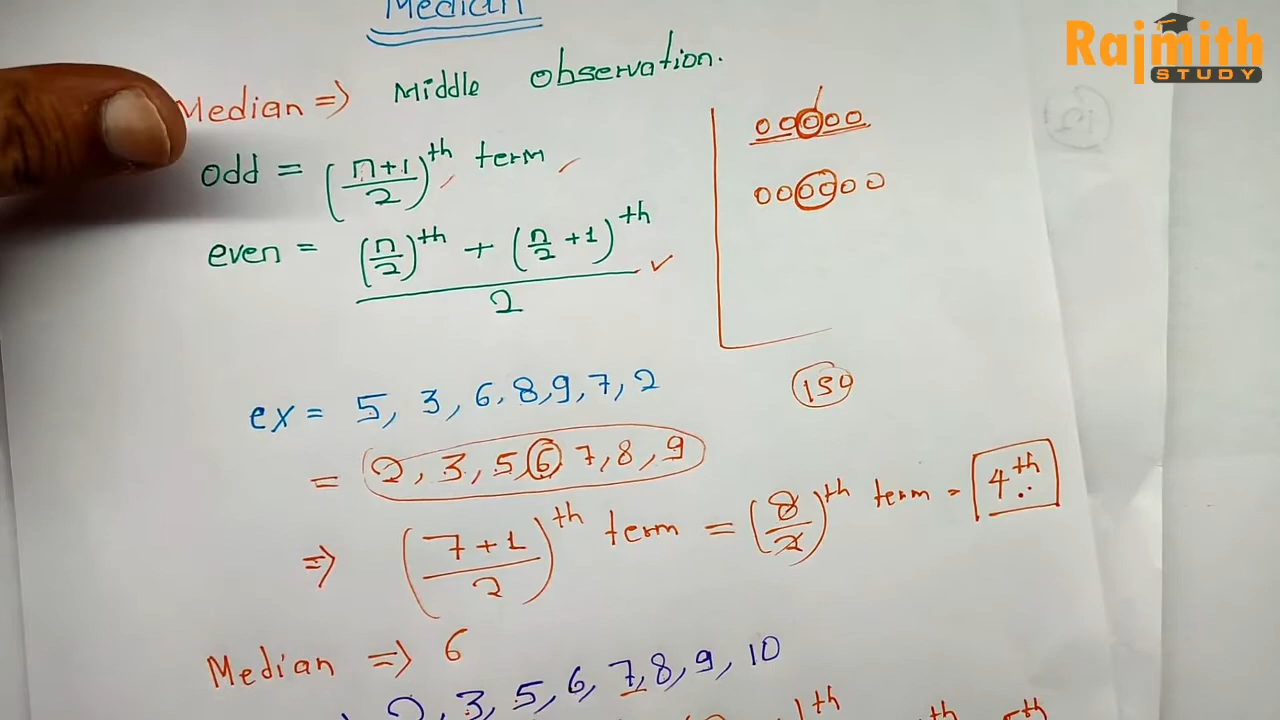 Median
Rajmith
STUDY
Median => Middle observation.
odd = (n+1/2)th term
even = (n/2)th + (n/2 +1)th
2
ex = 5, 3, 6, 8, 9, 7, 2
150
= 2, 3, 5, 6 7, 8, 9
=> (7+1/2)th term = (8/2)th term = 4th
Median => 6
2, 3, 5, 6, 7, 8, 9, 10